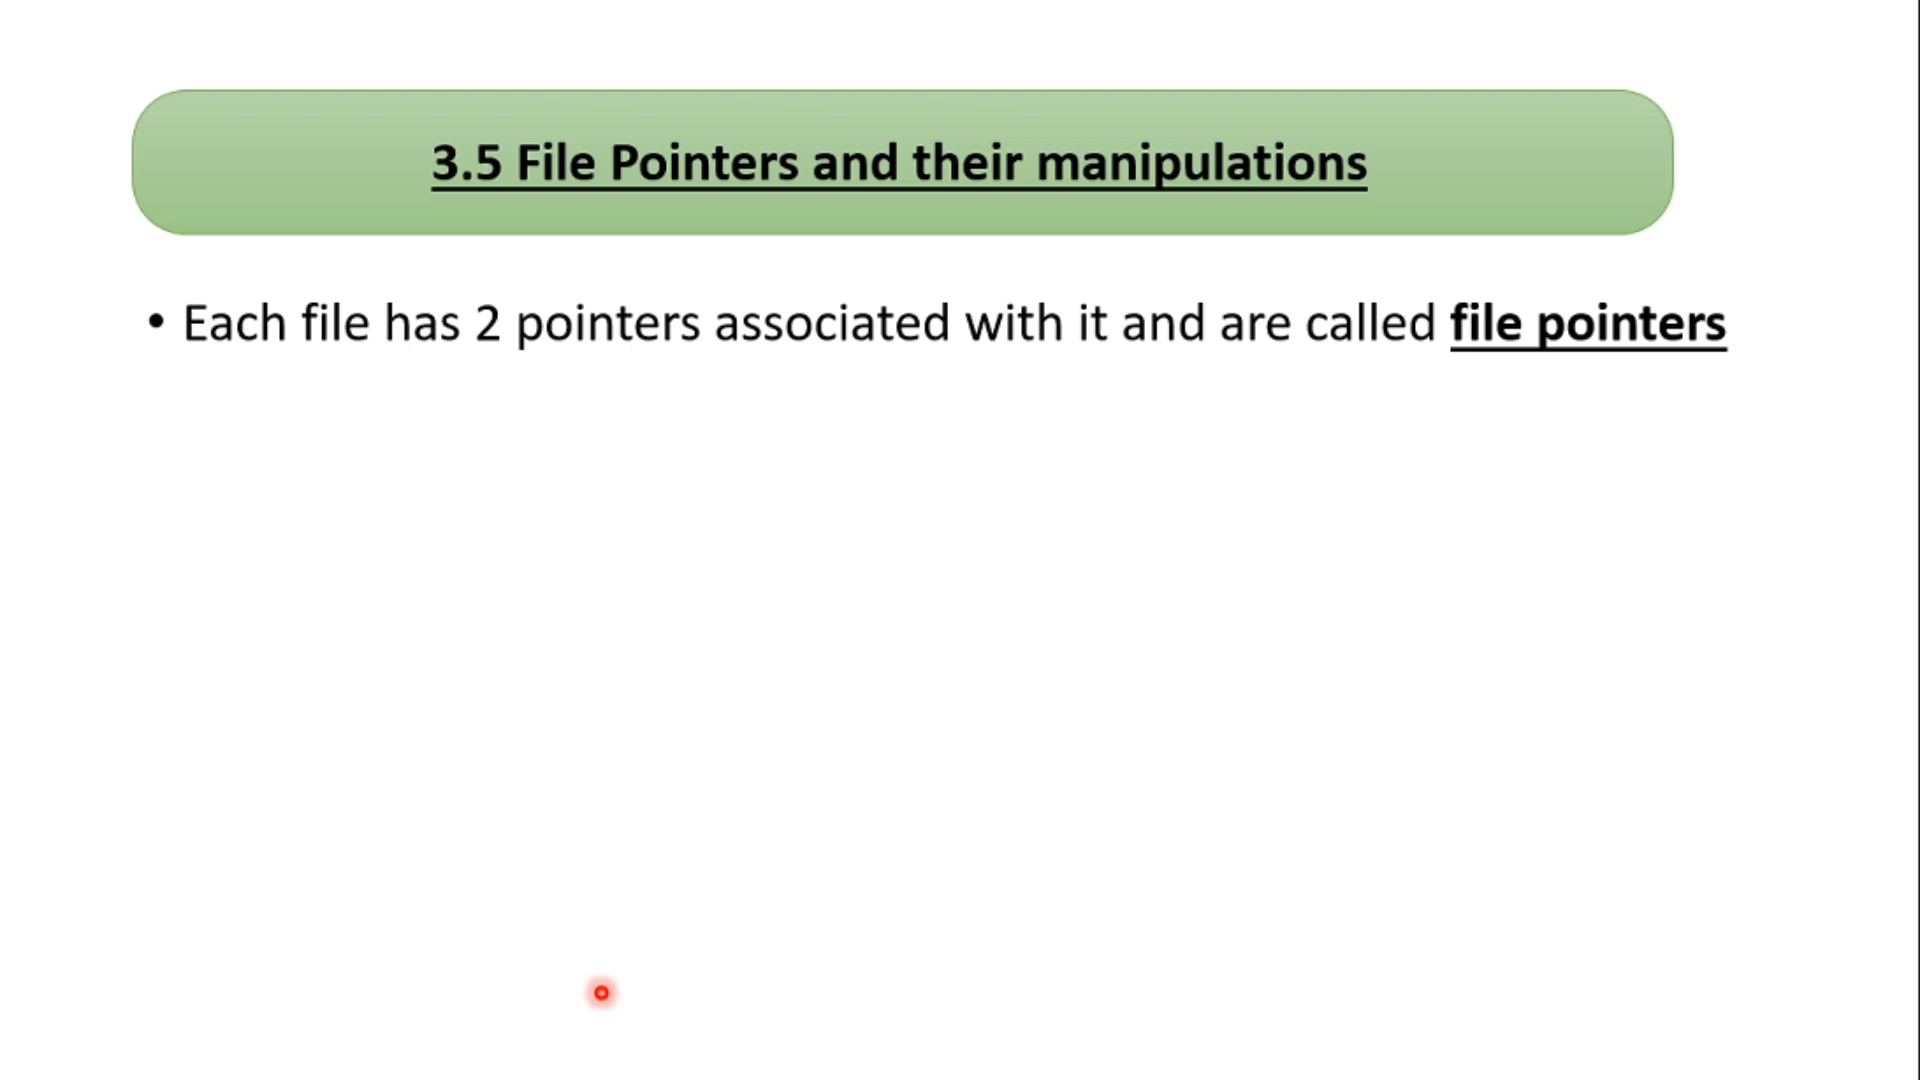 3.5 File Pointers and their manipulations
• Each file has 2 pointers associated with it and are called file pointers